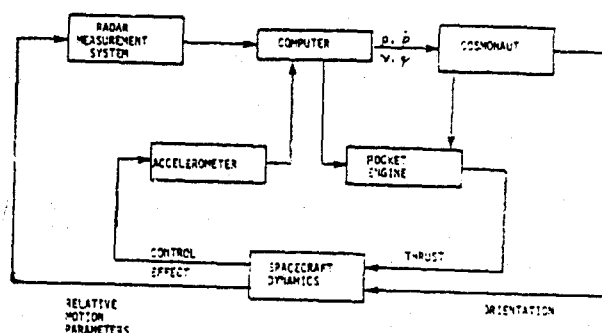 RADAR
MEASUREMENT
SYSTEM
COMPUTER
COSMONAUT
ACCELEROMETER
ROCKET
ENGINE
CONTROL
EFFECT
SPACECRAFT
DYNAMICS
THRUST
ORIENTATION
RELATIVE
MOTION
PARAMETERS